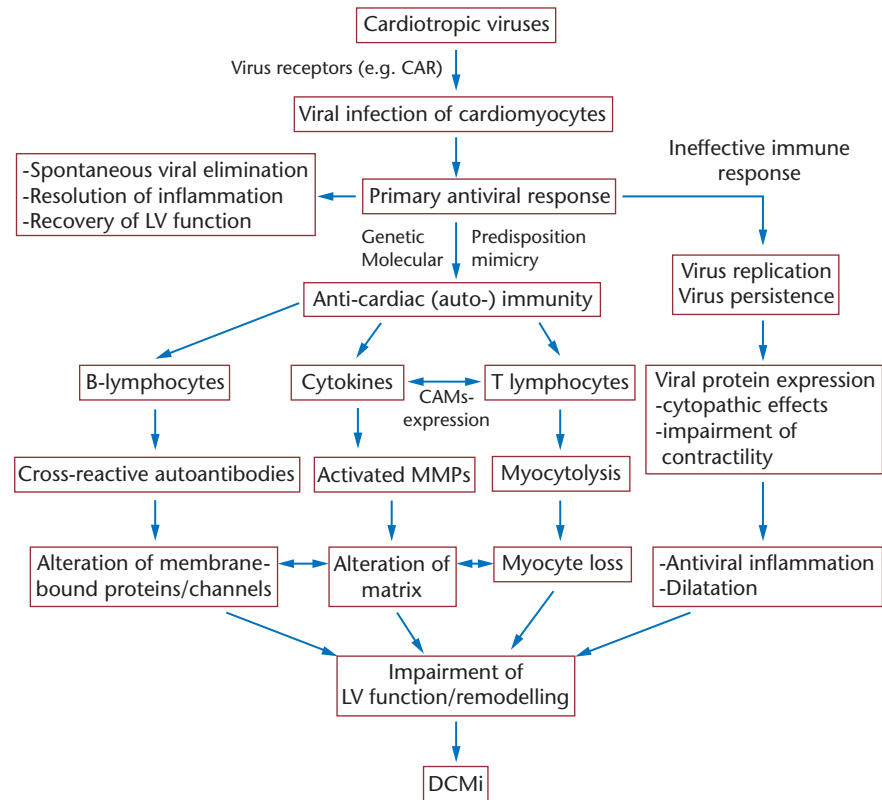 Cardiotropic viruses
Virus receptors (e.g. CAR)
Viral infection of cardiomyocytes
Ineffective immune
response
-Spontaneous viral elimination
-Resolution of inflammation
-Recovery of LV function
Primary antiviral response
Genetic
Molecular
Predisposition
mimicry
Virus replication
Virus persistence
Anti-cardiac (auto-) immunity
B-lymphocytes
Cytokines
CAMs-
expression
T lymphocytes
Viral protein expression
-cytopathic effects
-impairment of
contractility
Cross-reactive autoantibodies
Activated MMPs
Myocytolysis
Alteration of membrane-
bound proteins/channels
Alteration of
matrix
Myocyte loss
-Antiviral inflammation
-Dilatation
Impairment of
LV function/remodelling
DCMi